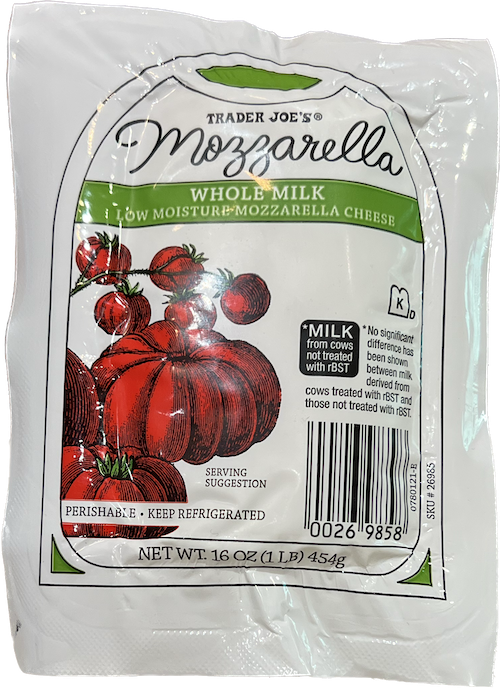 TRADER JOE'S®
Mozzarella
WHOLE MILK
LOW MOISTURE MOZZARELLA CHEESE
K D
*MILK
from cows
not treated
with rBST
*No significant
difference has
been shown
between milk
derived from
cows treated with rBST and
those not treated with rBST.
SERVING
SUGGESTION
PERISHABLE • KEEP REFRIGERATED
0026 9858
0780121-B
SKU # 26985
NET WT. 16 OZ (1 LB) 454g